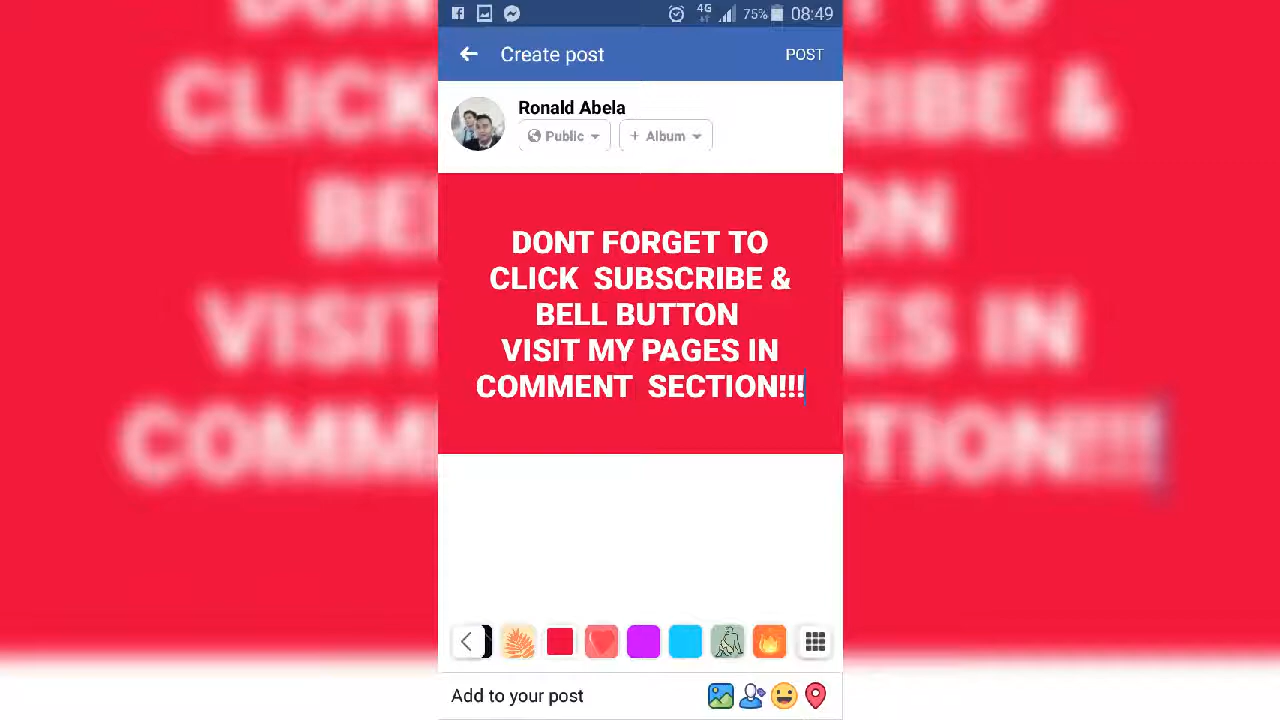 4G 75% 08:49
Create post POST
Ronald Abela
Public + Album
DONT FORGET TO
CLICK SUBSCRIBE &
BELL BUTTON
VISIT MY PAGES IN
COMMENT SECTION!!!
Add to your post